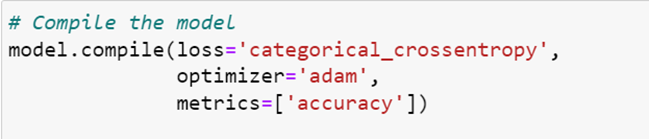 # Compile the model
model.compile(loss='categorical_crossentropy',
              optimizer='adam',
              metrics=['accuracy'])